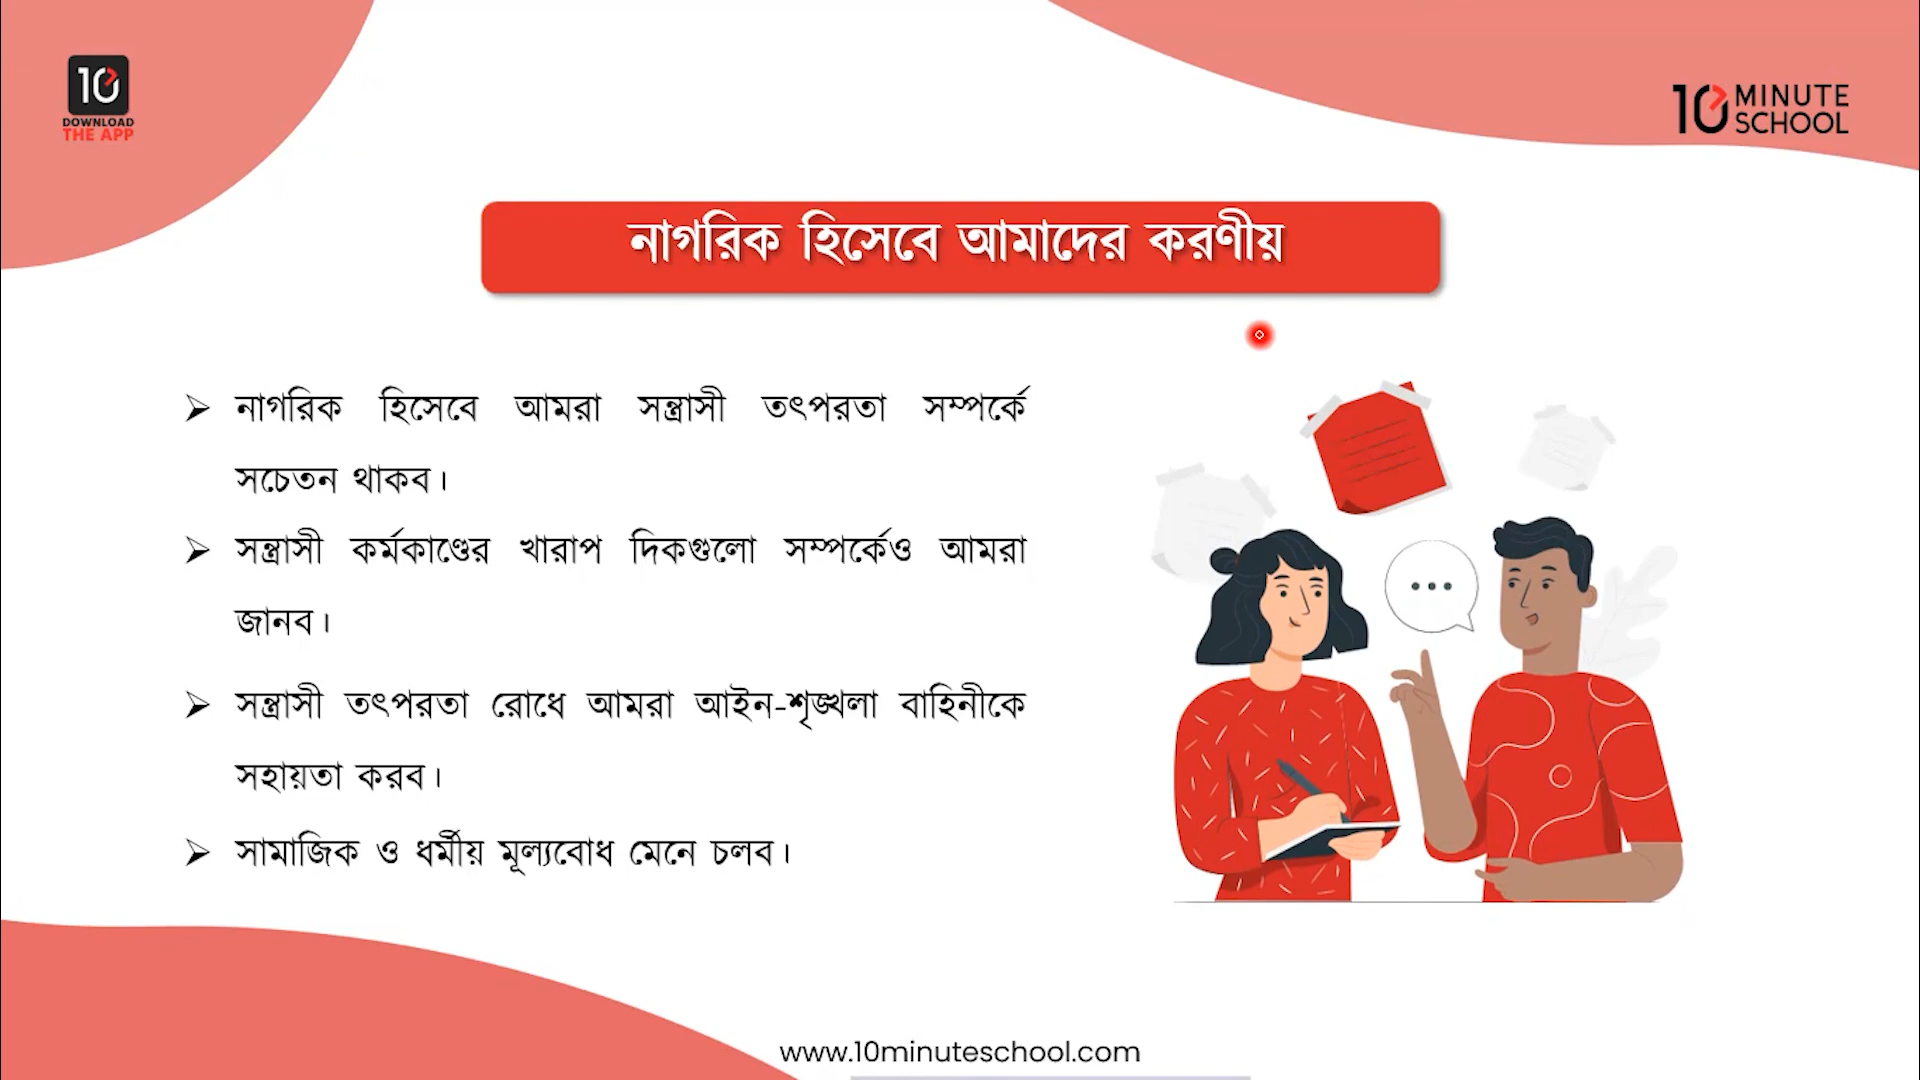 10
DOWNLOAD
THE APP
10 MINUTE
SCHOOL
নাগরিক হিসেবে আমাদের করণীয়
➢ নাগরিক হিসেবে আমরা সন্ত্রাসী তৎপরতা সম্পর্কে
সচেতন থাকব।
➢ সন্ত্রাসী কর্মকাণ্ডের খারাপ দিকগুলো সম্পর্কেও আমরা
জানব।
➢ সন্ত্রাসী তৎপরতা রোধে আমরা আইন-শৃঙ্খলা বাহিনীকে
সহায়তা করব।
➢ সামাজিক ও ধর্মীয় মূল্যবোধ মেনে চলব।
www.10minuteschool.com